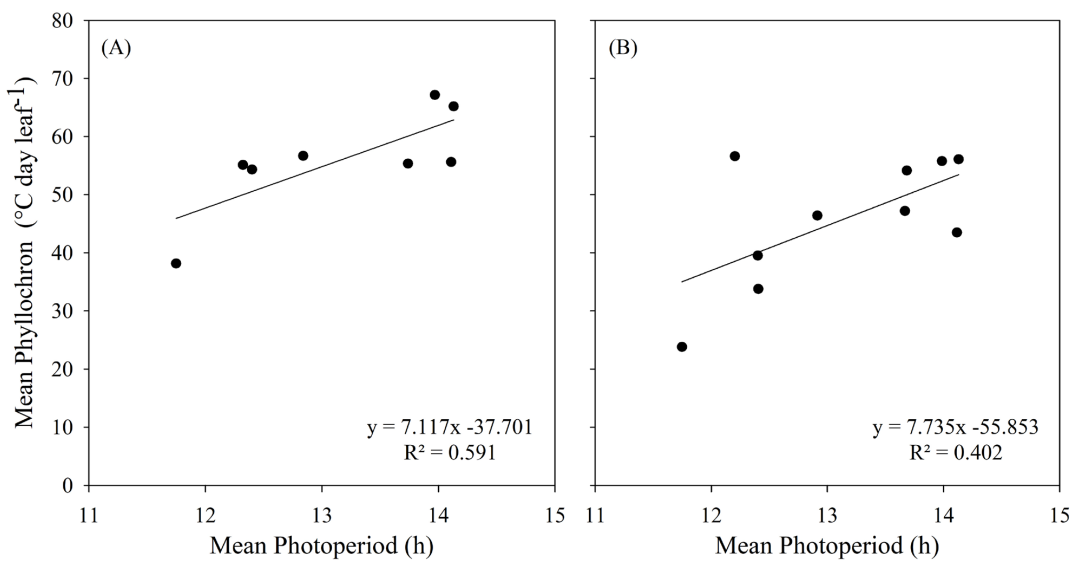 Mean Phyllochron (°C day leaf-1)
80
70
60
50
40
30
20
10
0
(A)
y = 7.117x -37.701
R² = 0.591
11
12
13
14
15
Mean Photoperiod (h)
(B)
y = 7.735x -55.853
R² = 0.402
11
12
13
14
15
Mean Photoperiod (h)